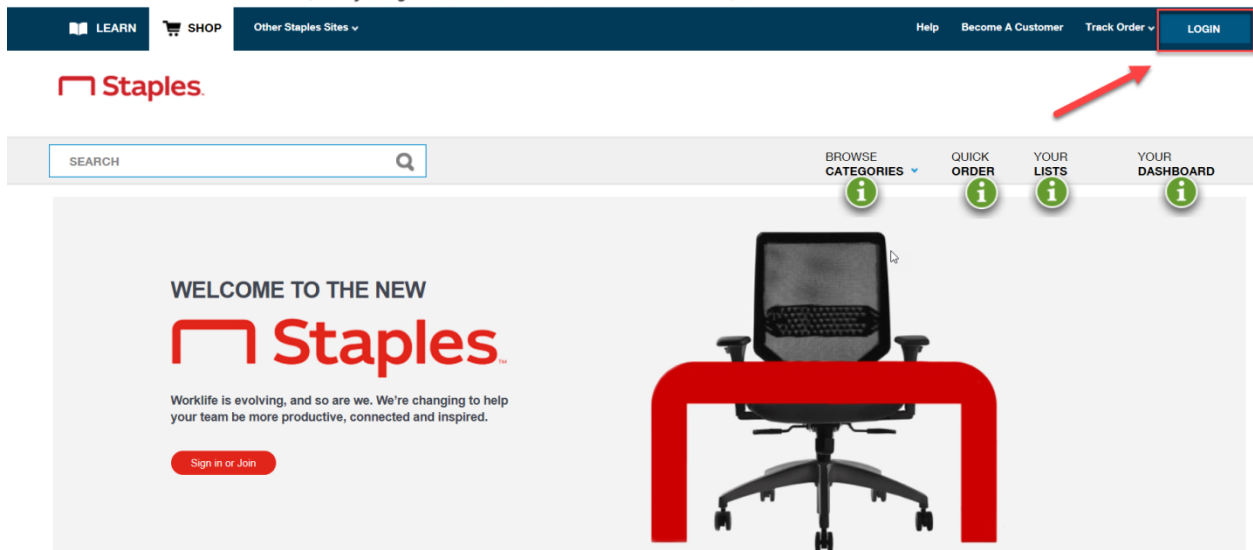 LEARN SHOP Other Staples Sites Help Become A Customer Track Order LOGIN
Staples.
SEARCH
BROWSE
CATEGORIES
QUICK
ORDER
YOUR
LISTS
YOUR
DASHBOARD
i i i i
WELCOME TO THE NEW
Staples™
Worklife is evolving, and so are we. We're changing to help
your team be more productive, connected and inspired.
Sign in or Join